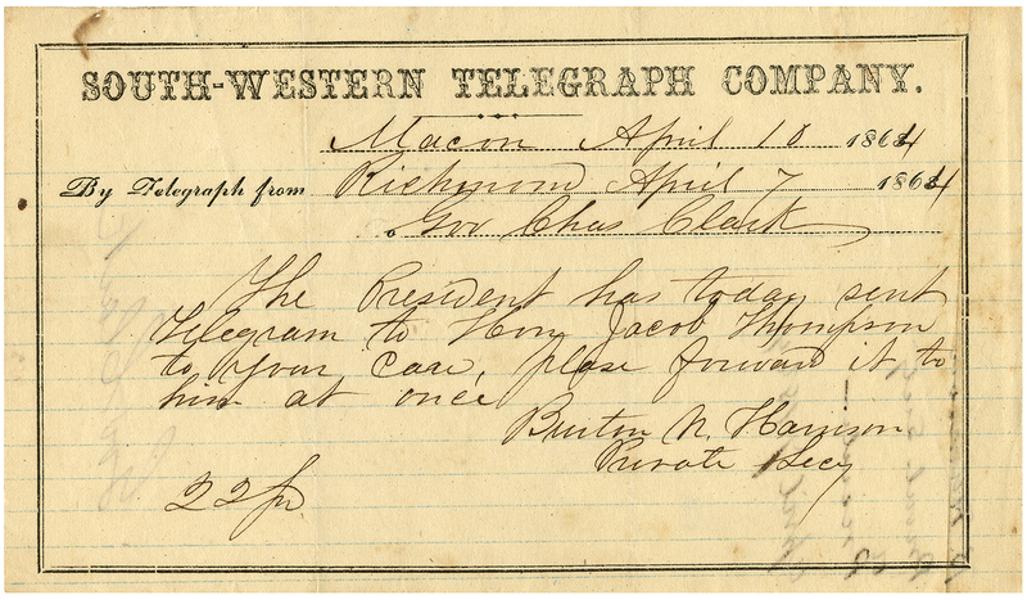 SOUTH-WESTERN TELEGRAPH COMPANY.
Macon April 10 1864
By Telegraph from Richmond April 7 1864
Gov Chas Clark
The President has today sent
telegram to Hon Jacob Thompson
to your care, please forward it to
him at once
Burton N. Harrison
Private Secy
22 pr